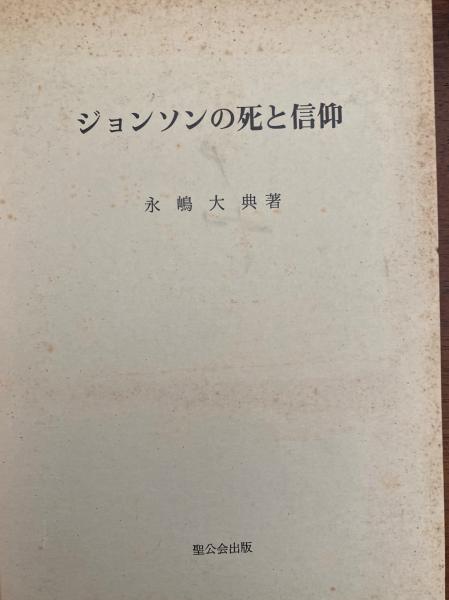 ジョンソンの死と信仰
永嶋大典著
聖公会出版